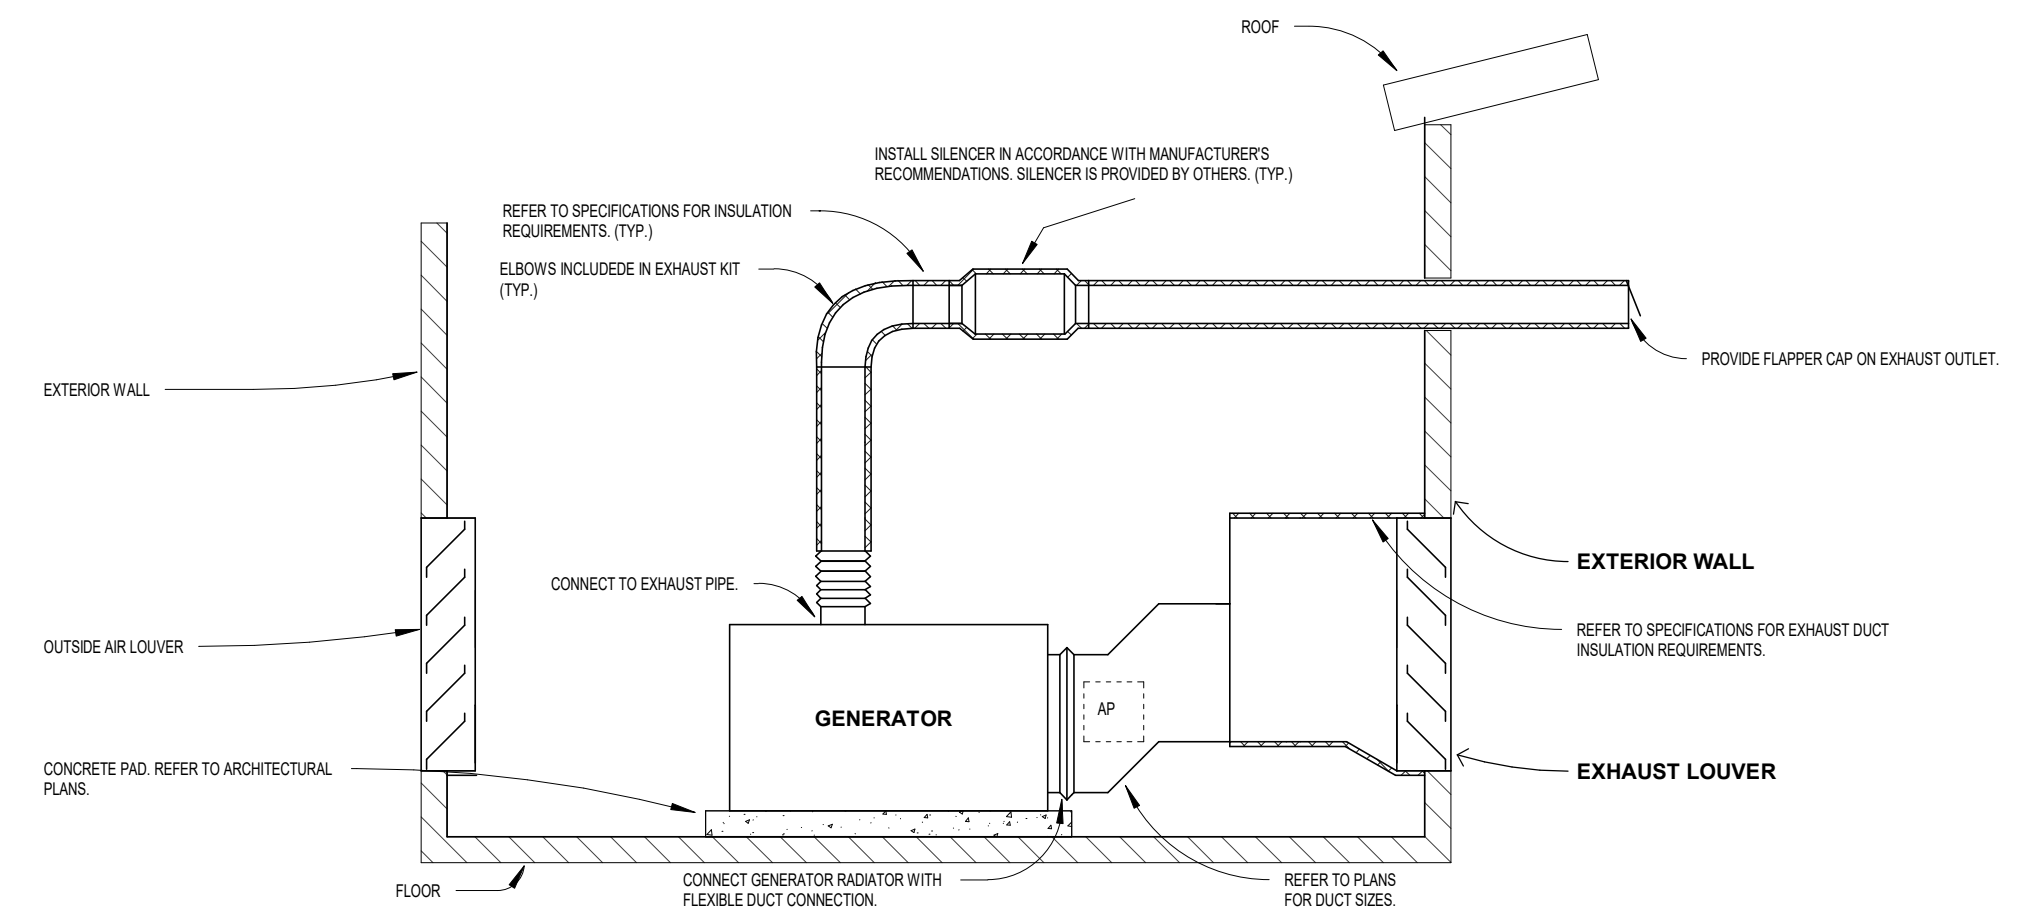 ROOF
INSTALL SILENCER IN ACCORDANCE WITH MANUFACTURER'S
RECOMMENDATIONS. SILENCER IS PROVIDED BY OTHERS. (TYP.)
REFER TO SPECIFICATIONS FOR INSULATION
REQUIREMENTS. (TYP.)
ELBOWS INCLUDEDE IN EXHAUST KIT
(TYP.)
PROVIDE FLAPPER CAP ON EXHAUST OUTLET.
EXTERIOR WALL
EXTERIOR WALL
CONNECT TO EXHAUST PIPE.
REFER TO SPECIFICATIONS FOR EXHAUST DUCT
INSULATION REQUIREMENTS.
OUTSIDE AIR LOUVER
GENERATOR
AP
CONCRETE PAD. REFER TO ARCHITECTURAL
PLANS.
EXHAUST LOUVER
FLOOR
CONNECT GENERATOR RADIATOR WITH
FLEXIBLE DUCT CONNECTION.
REFER TO PLANS
FOR DUCT SIZES.